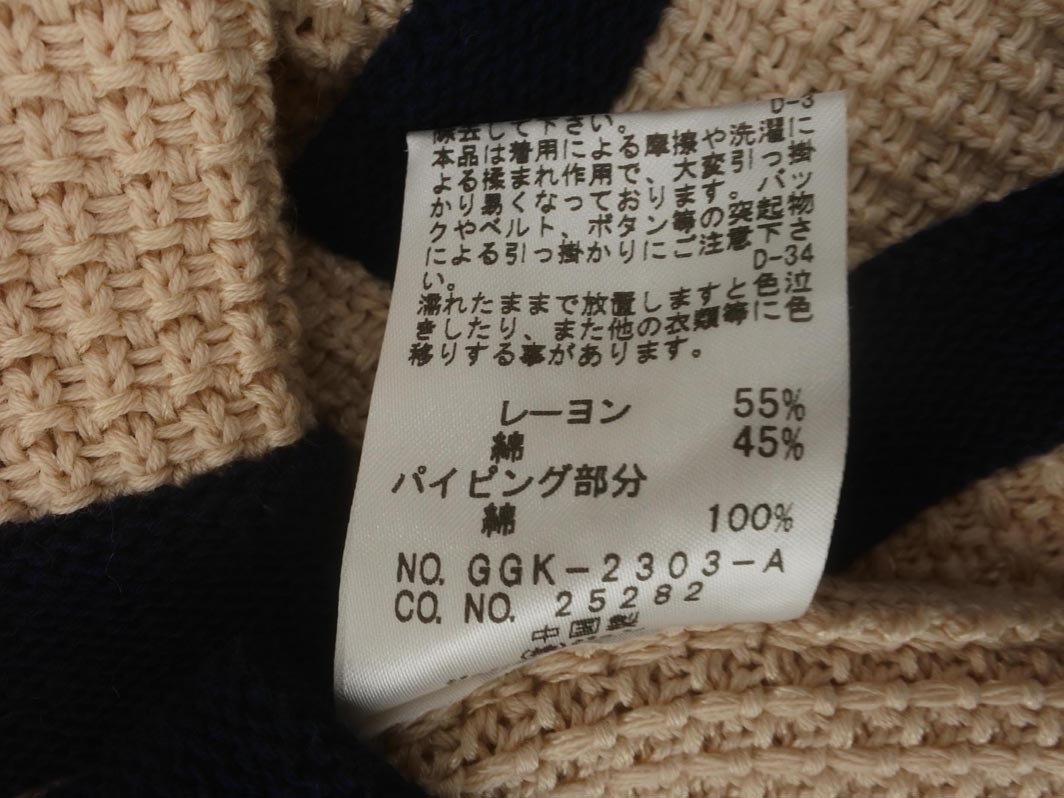 D-3
除去して下さい。
本品は着用による摩擦や洗濯に
よる揉まれ作用で、大変引っ掛
かり易くなっております。バッ
クやベルト、ボタン等の突起物
による引っ掛かりにご注意下さ
い。
D-34
濡れたままで放置しますと色泣
きしたり、また他の衣類等に色
移りする事があります。
レーヨン 55%
綿 45%
パイピング部分
綿 100%
NO. GGK-2303-A
CO. NO. 25282
中国製